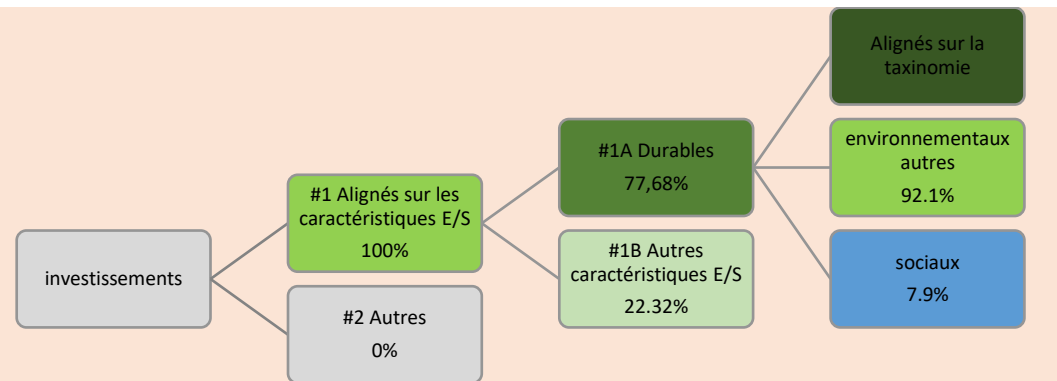 investissements
#1 Alignés sur les
caractéristiques E/S
100%
#2 Autres
0%
#1A Durables
77,68%
#1B Autres
caractéristiques E/S
22.32%
Alignés sur la
taxinomie
environnementaux
autres
92.1%
sociaux
7.9%